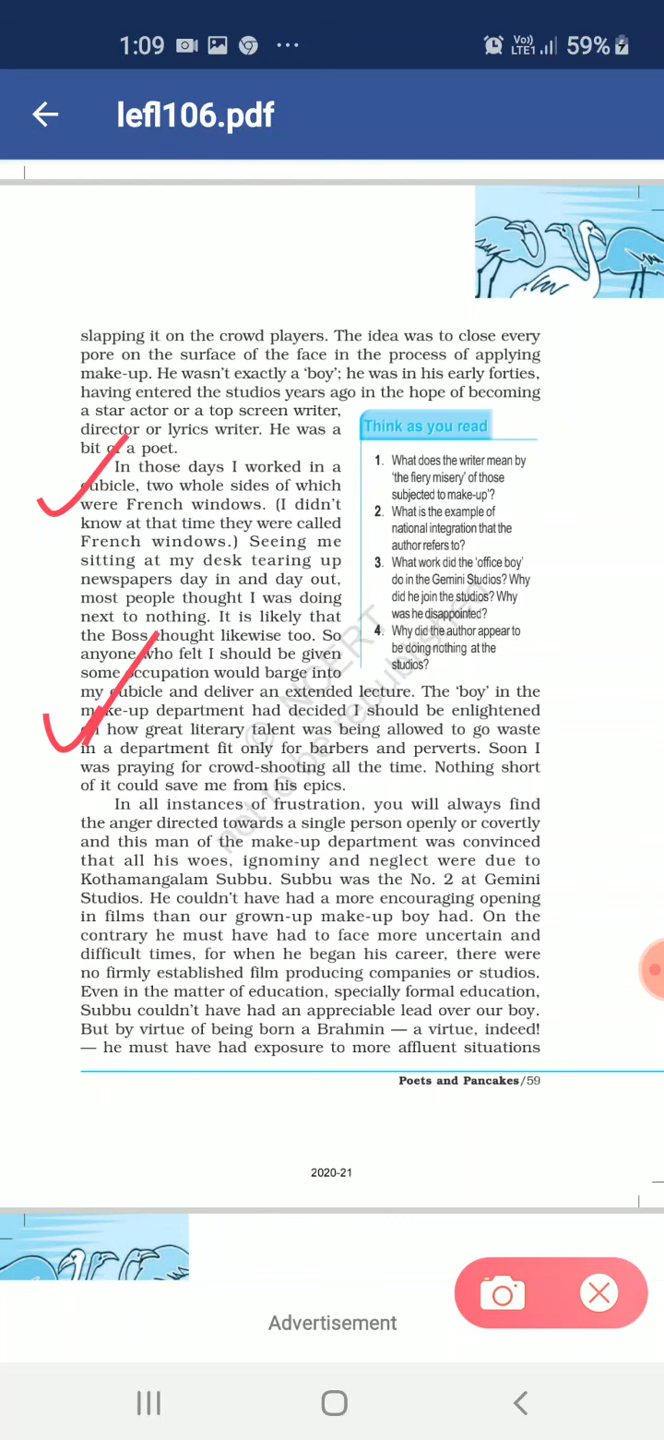 1:09 ... Vo)) LTE1 59%
lefl106.pdf
slapping it on the crowd players. The idea was to close every
pore on the surface of the face in the process of applying
make-up. He wasn't exactly a 'boy'; he was in his early forties,
having entered the studios years ago in the hope of becoming
a star actor or a top screen writer,
director or lyrics writer. He was a
bit of a poet.
In those days I worked in a
cubicle, two whole sides of which
were French windows. (I didn't
know at that time they were called
French windows.) Seeing me
sitting at my desk tearing up
newspapers day in and day out,
most people thought I was doing
next to nothing. It is likely that
the Boss thought likewise too. So
anyone who felt I should be given
some occupation would barge into
Think as you read
1. What does the writer mean by
'the fiery misery' of those
subjected to make-up'?
2. What is the example of
national integration that the
author refers to?
3. What work did the 'office boy'
do in the Gemini Studios? Why
did he join the studios? Why
was he disappointed?
4. Why did the author appear to
be doing nothing at the
studios?
my cubicle and deliver an extended lecture. The 'boy' in the
make-up department had decided I should be enlightened
on how great literary talent was being allowed to go waste
in a department fit only for barbers and perverts. Soon I
was praying for crowd-shooting all the time. Nothing short
of it could save me from his epics.
In all instances of frustration, you will always find
the anger directed towards a single person openly or covertly
and this man of the make-up department was convinced
that all his woes, ignominy and neglect were due to
Kothamangalam Subbu. Subbu was the No. 2 at Gemini
Studios. He couldn't have had a more encouraging opening
in films than our grown-up make-up boy had. On the
contrary he must have had to face more uncertain and
difficult times, for when he began his career, there were
no firmly established film producing companies or studios.
Even in the matter of education, specially formal education,
Subbu couldn't have had an appreciable lead over our boy.
But by virtue of being born a Brahmin — a virtue, indeed!
— he must have had exposure to more affluent situations
© NCERT
not to be republished
Poets and Pancakes/59
2020-21
Advertisement